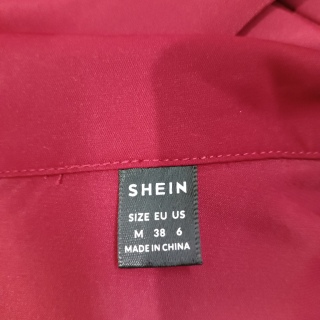 SHEIN
SIZE EU US
M 38 6
MADE IN CHINA